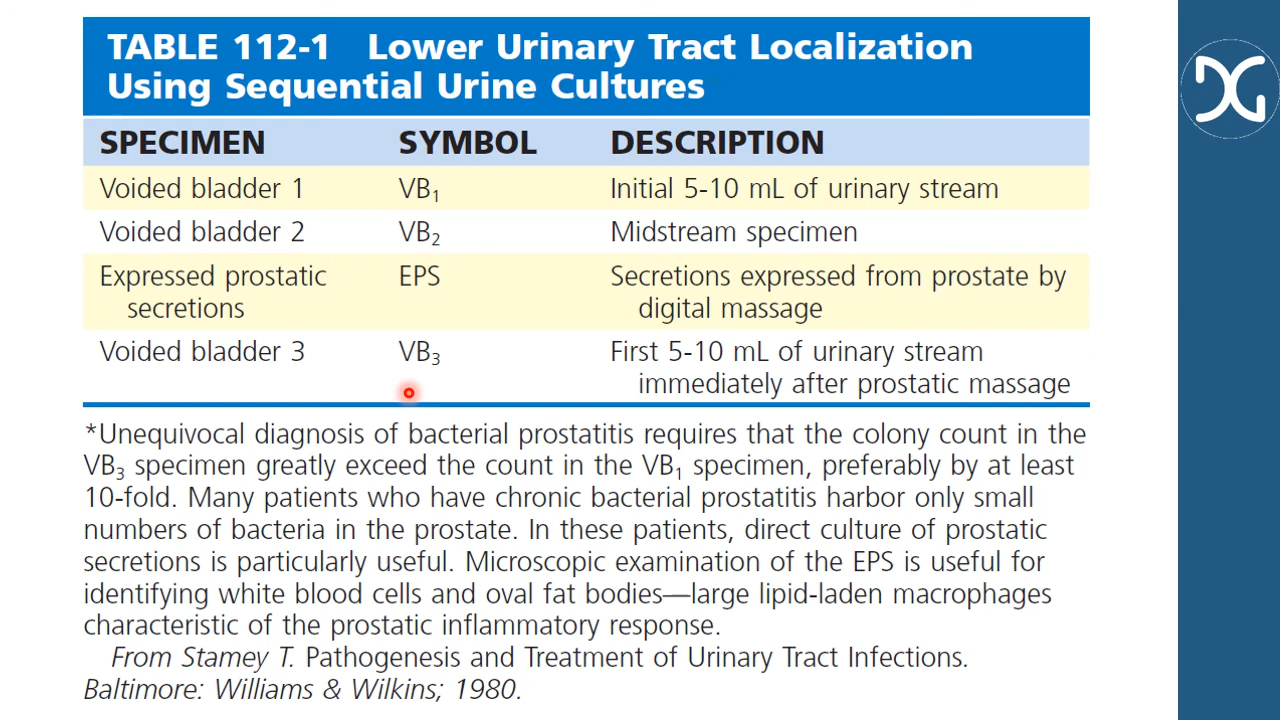 TABLE 112-1 Lower Urinary Tract Localization
Using Sequential Urine Cultures*
SPECIMEN SYMBOL DESCRIPTION
Voided bladder 1 VB₁ Initial 5-10 mL of urinary stream
Voided bladder 2 VB₂ Midstream specimen
Expressed prostatic EPS Secretions expressed from prostate by
secretions digital massage
Voided bladder 3 VB₃ First 5-10 mL of urinary stream
immediately after prostatic massage
*Unequivocal diagnosis of bacterial prostatitis requires that the colony count in the
VB₃ specimen greatly exceed the count in the VB₁ specimen, preferably by at least
10-fold. Many patients who have chronic bacterial prostatitis harbor only small
numbers of bacteria in the prostate. In these patients, direct culture of prostatic
secretions is particularly useful. Microscopic examination of the EPS is useful for
identifying white blood cells and oval fat bodies—large lipid-laden macrophages
characteristic of the prostatic inflammatory response.
From Stamey T. Pathogenesis and Treatment of Urinary Tract Infections.
Baltimore: Williams & Wilkins; 1980.